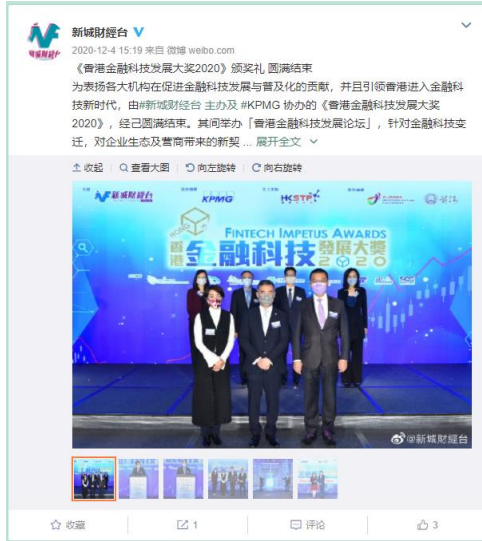 新城財經台
2020-12-4 15:19 来自 微博 weibo.com
《香港金融科技发展大奖2020》颁奖礼 圆满结束
为表扬各大机构在促进金融科技发展与普及化的贡献，并且引领香港进入金融科
技新时代，由#新城财经台 主办及 #KPMG 协办的《香港金融科技发展大奖
2020》，经已圆满结束。其间举办「香港金融科技发展论坛」，针对金融科技变
迁，对企业生态及营商带来的新契 ... 展开全文
收起 查看大图 向左旋转 向右旋转
新城財經台 KPMG HKSTP
FINTECH IMPETUS AWARDS
香港金融科技發展大獎
2020
@新城財經台
收藏 1 评论 3